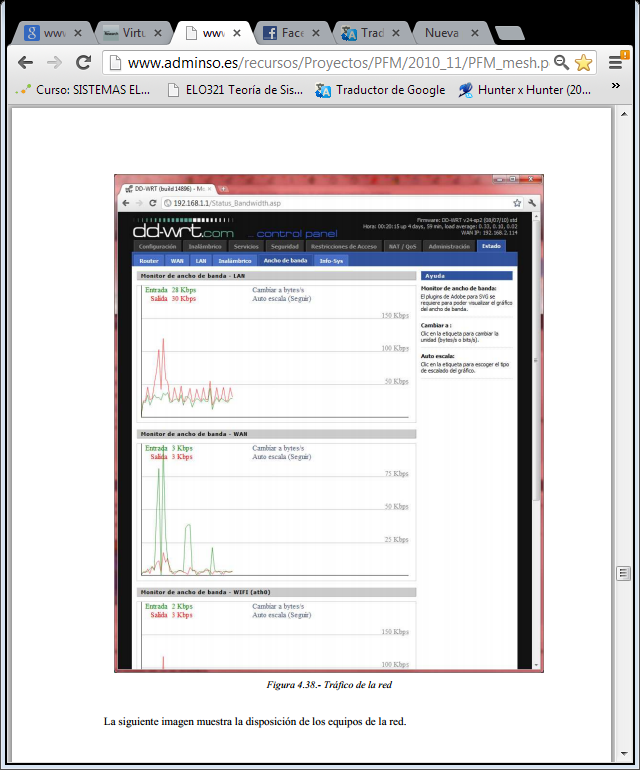 www
Virtu
www
Face
Trad
Nueva
www.adminso.es/recursos/Proyectos/PFM/2010_11/PFM_mesh.p
Curso: SISTEMAS EL...
ELO321 Teoría de Sis...
Traductor de Google
Hunter x Hunter (20...
»
DD-WRT (build 14896) - M
192.168.1.1/Status_Bandwidth.asp
Firmware: DD-WRT v24-sp2 (08/07/10) std
Hora: 00:20:15 up 4 days, 59 min, load average: 0.33, 0.10, 0.02
WAN IP: 192.168.2.114
dd-wrt.com ... control panel
Configuración Inalámbrico Servicios Seguridad Restricciones de Acceso NAT / QoS Administración Estado
Router WAN LAN Inalámbrico Ancho de banda Info-Sys
Monitor de ancho de banda - LAN
Entrada 28 Kbps Cambiar a bytes/s
Salida 30 Kbps Auto escala (Seguir)
150 Kbps
100 Kbps
50 Kbps
Monitor de ancho de banda - WAN
Entrada 3 Kbps Cambiar a bytes/s
Salida 3 Kbps Auto escala (Seguir)
75 Kbps
50 Kbps
25 Kbps
Monitor de ancho de banda - WIFI (ath0)
Entrada 2 Kbps Cambiar a bytes/s
Salida 3 Kbps Auto escala (Seguir)
150 Kbps
100 Kbps
Ayuda
Monitor de ancho de banda:
El plugins de Adobe para SVG se
requiere para poder visualizar el gráfico
del ancho de banda.
Cambiar a :
Clic en la etiqueta para cambiar la
unidad (bytes/s o bits/s).
Auto escala:
Clic en la etiqueta para escoger el tipo
de escalado del gráfico.
Figura 4.38.- Tráfico de la red
La siguiente imagen muestra la disposición de los equipos de la red.